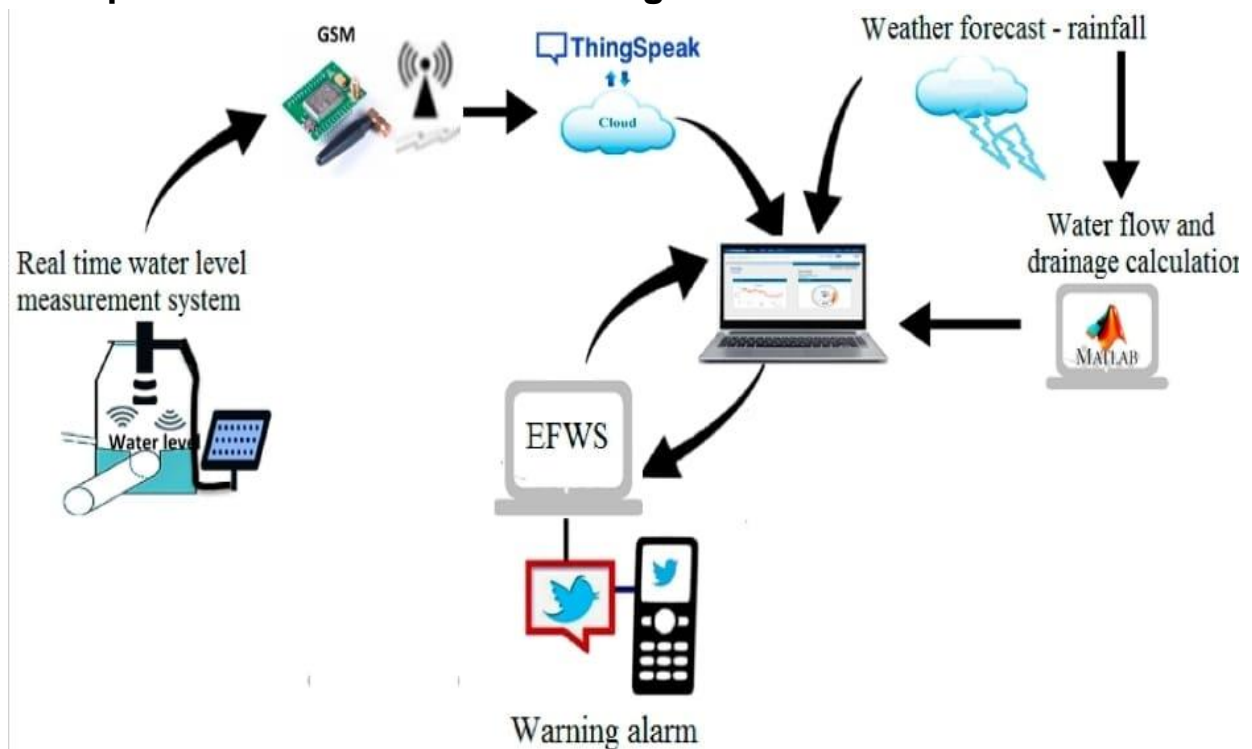 GSM
ThingSpeak
Cloud
Weather forecast - rainfall
Real time water level
measurement system
Water flow and
drainage calculation
MATLAB
Water level
EFWS
Warning alarm